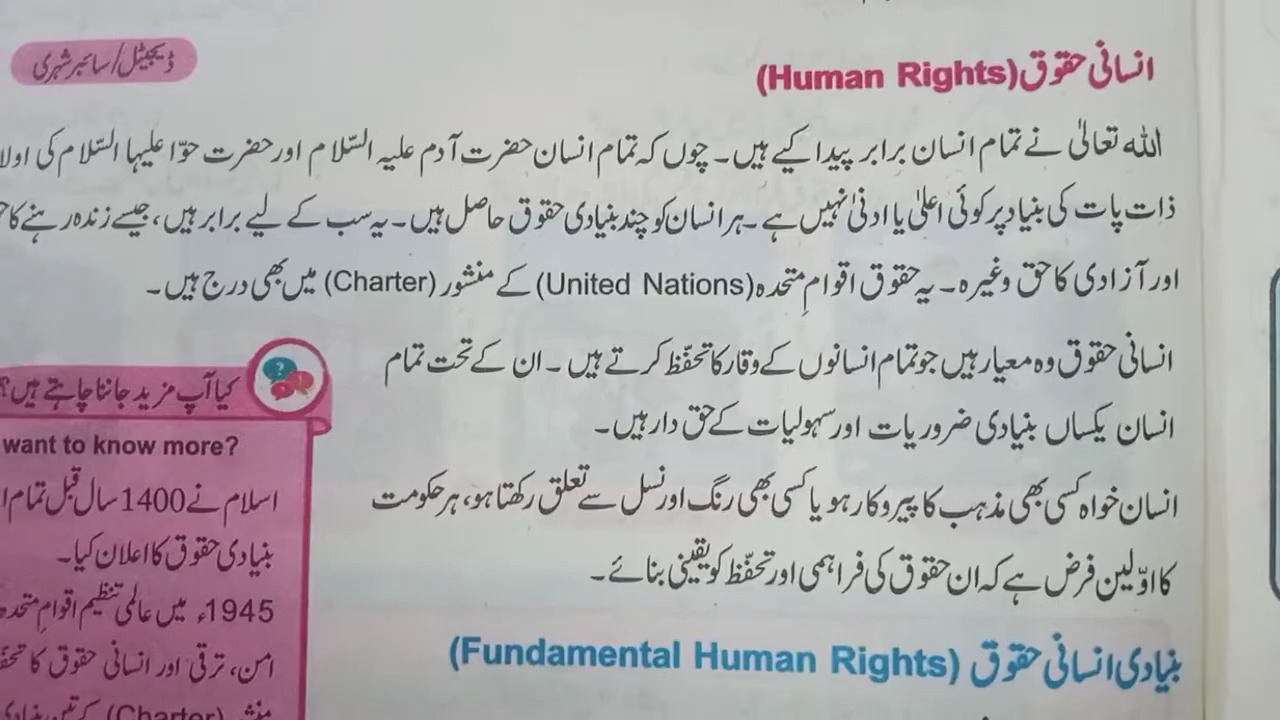 ڈیجیٹل/سائبر شہری
انسانی حقوق (Human Rights)
اللہ تعالیٰ نے تمام انسان برابر پیدا کیے ہیں۔ چوں کہ تمام انسان حضرت آدم علیہ السّلام اور حضرت حوّا علیہا السّلام کی
ذات پات کی بنیاد پر کوئی اعلیٰ یا ادنیٰ نہیں ہے۔ ہر انسان کو چند بنیادی حقوق حاصل ہیں۔ یہ سب کے لیے برابر ہیں، جیسے زندہ رہنے کا
اور آزادی کا حق وغیرہ۔ یہ حقوق اقوامِ متحدہ (United Nations) کے منشور (Charter) میں بھی درج ہیں۔
انسانی حقوق وہ معیار ہیں جو تمام انسانوں کے وقار کا تحفّظ کرتے ہیں۔ ان کے تحت تمام
انسان یکساں بنیادی ضروریات اور سہولیات کے حق دار ہیں۔
انسان خواہ کسی بھی مذہب کا پیروکار ہو یا کسی بھی رنگ اور نسل سے تعلق رکھتا ہو، ہر حکومت
کا اوّلین فرض ہے کہ ان حقوق کی فراہمی اور تحفّظ کو یقینی بنائے۔
کیا آپ مزید جاننا چاہتے ہیں؟
want to know more?
اسلام نے 1400 سال قبل تمام
بنیادی حقوق کا اعلان کیا۔
1945ء میں عالمی تنظیم اقوامِ متحدہ
امن، ترقی اور انسانی حقوق کا
منشور (Charter) کے تین بنیادی
بنیادی انسانی حقوق (Fundamental Human Rights)